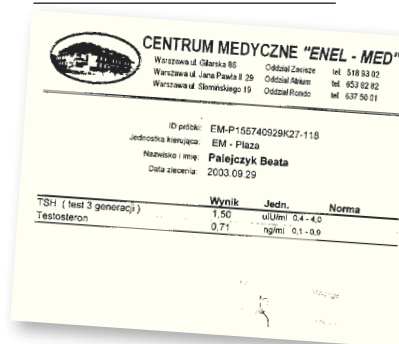 CENTRUM MEDYCZNE "ENEL - MED"
Warszawa ul. Gilarska 86 Oddział Zacisze tel. 518 93 02
Warszawa ul. Jana Pawła II 29 Oddział Atrium tel. 653 82 82
Warszawa ul. Słomińskiego 19 Oddział Rondo tel. 637 50 01
ID próbki: EM-P155740929K27-118
Jednostka kierująca: EM - Plaza
Nazwisko i imię: Palejczyk Beata
Data zlecenia: 2003.09.29
Wynik Jedn. Norma
TSH ( test 3 generacji ) 1,50 uIU/ml 0,4 - 4,0
Testosteron 0,71 ng/ml 0,1 - 0,9